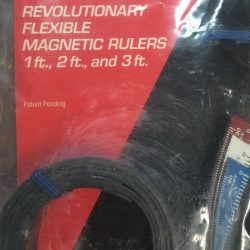 REVOLUTIONARY
FLEXIBLE
MAGNETIC RULERS
1 ft., 2 ft., and 3 ft.
Patent Pending